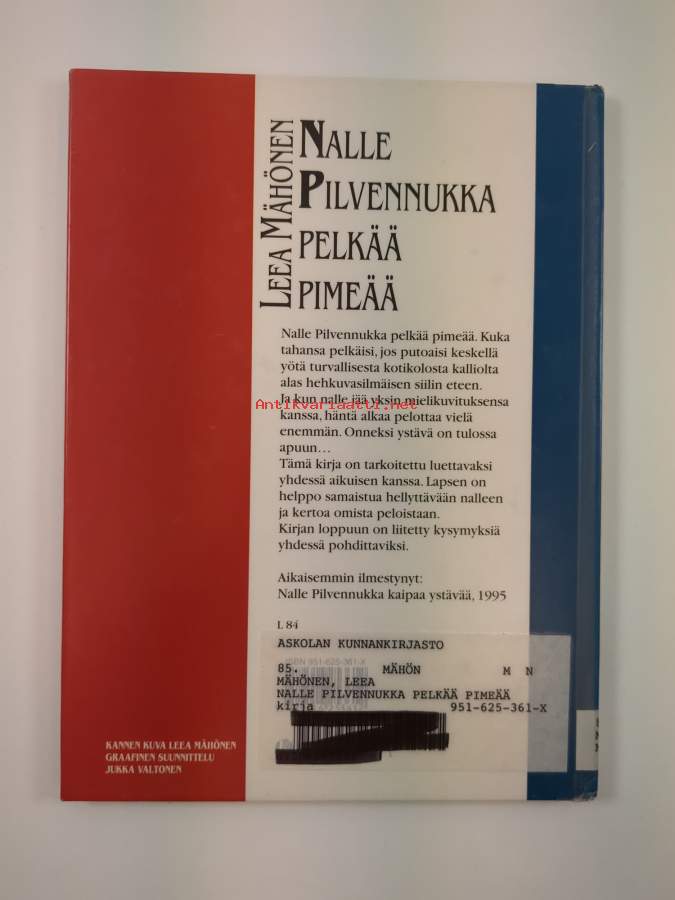 LEEA MÄHÖNEN
NALLE
PILVENNUKKA
PELKÄÄ
PIMEÄÄ
Nalle Pilvennukka pelkää pimeää. Kuka
tahansa pelkäisi, jos putoaisi keskellä
yötä turvallisesta kotikolosta kalliolta
alas hehkuvasilmäisen siilin eteen.
Ja kun nalle jää yksin mielikuvituksensa
Antikvariaatti.net
kanssa, häntä alkaa pelottaa vielä
enemmän. Onneksi ystävä on tulossa
apuun...
Tämä kirja on tarkoitettu luettavaksi
yhdessä aikuisen kanssa. Lapsen on
helppo samaistua hellyttävään nalleen
ja kertoa omista peloistaan.
Kirjan loppuun on liitetty kysymyksiä
yhdessä pohdittaviksi.
Aikaisemmin ilmestynyt:
Nalle Pilvennukka kaipaa ystävää, 1995
L 84
ASKOLAN KUNNANKIRJASTO
ISBN 951-625-361-X
85. MÄHÖN M N
MÄHÖNEN, LEEA
NALLE PILVENNUKKA PELKÄÄ PIMEÄÄ
kirja 951-625-361-X
KANNEN KUVA LEEA MÄHÖNEN
GRAAFINEN SUUNNITTELU
JUKKA VALTONEN